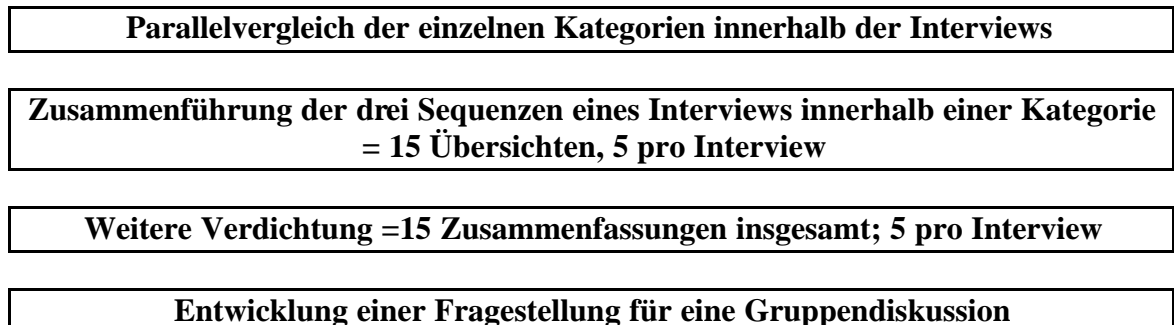 Parallelvergleich der einzelnen Kategorien innerhalb der Interviews
Zusammenführung der drei Sequenzen eines Interviews innerhalb einer Kategorie
= 15 Übersichten, 5 pro Interview
Weitere Verdichtung =15 Zusammenfassungen insgesamt; 5 pro Interview
Entwicklung einer Fragestellung für eine Gruppendiskussion